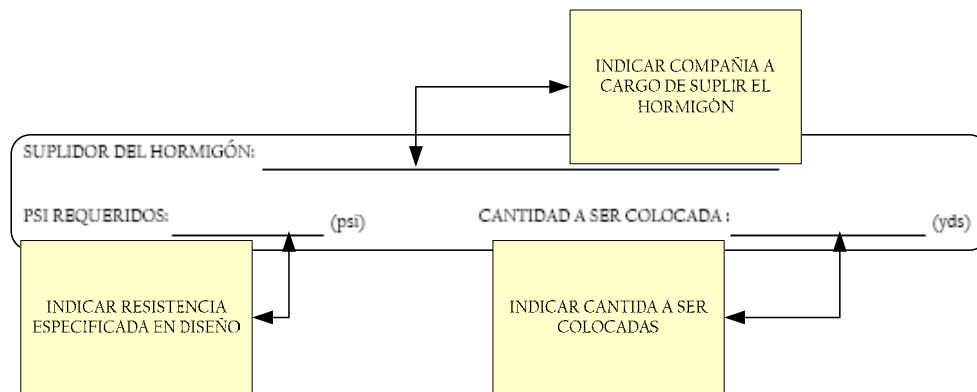 INDICAR COMPAÑIA A
CARGO DE SUPLIR EL
HORMIGÓN
SUPLIDOR DEL HORMIGÓN:
PSI REQUERIDOS: (psi) CANTIDAD A SER COLOCADA : (yds)
INDICAR RESISTENCIA
ESPECIFICADA EN DISEÑO
INDICAR CANTIDA A SER
COLOCADAS